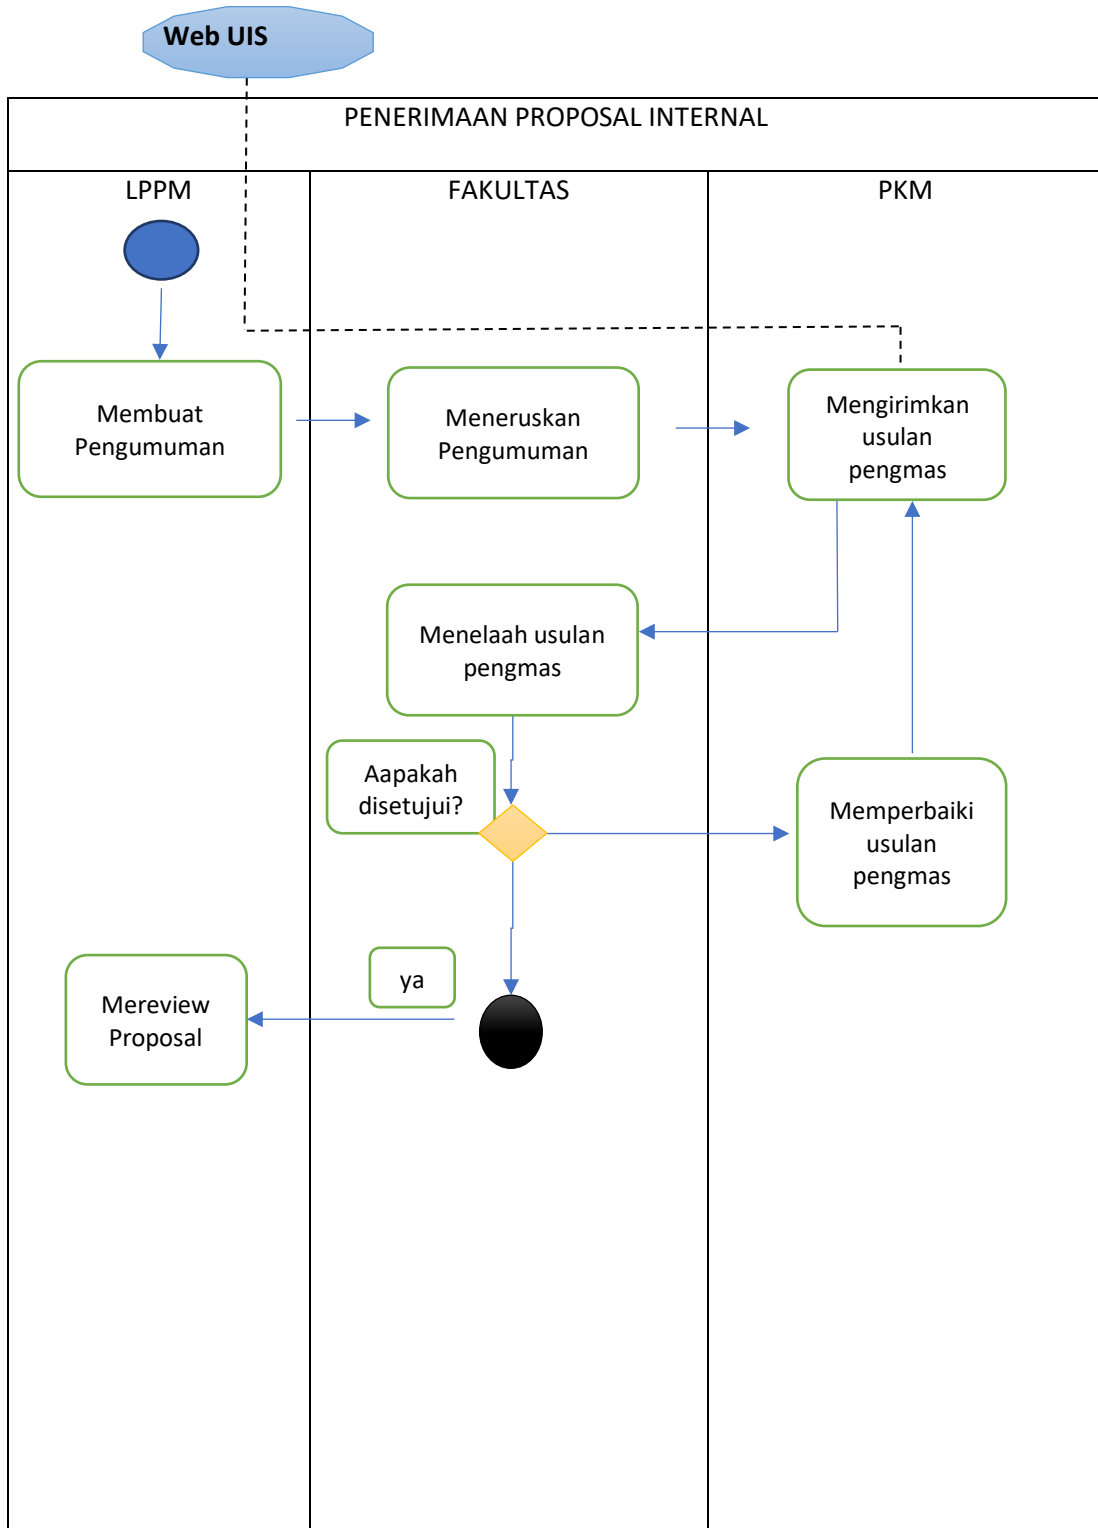 Web UIS
PENERIMAAN PROPOSAL INTERNAL
LPPM
FAKULTAS
PKM
Membuat
Pengumuman
Meneruskan
Pengumuman
Mengirimkan
usulan
pengmas
Menelaah usulan
pengmas
Aapakah
disetujui?
Memperbaiki
usulan
pengmas
ya
Mereview
Proposal